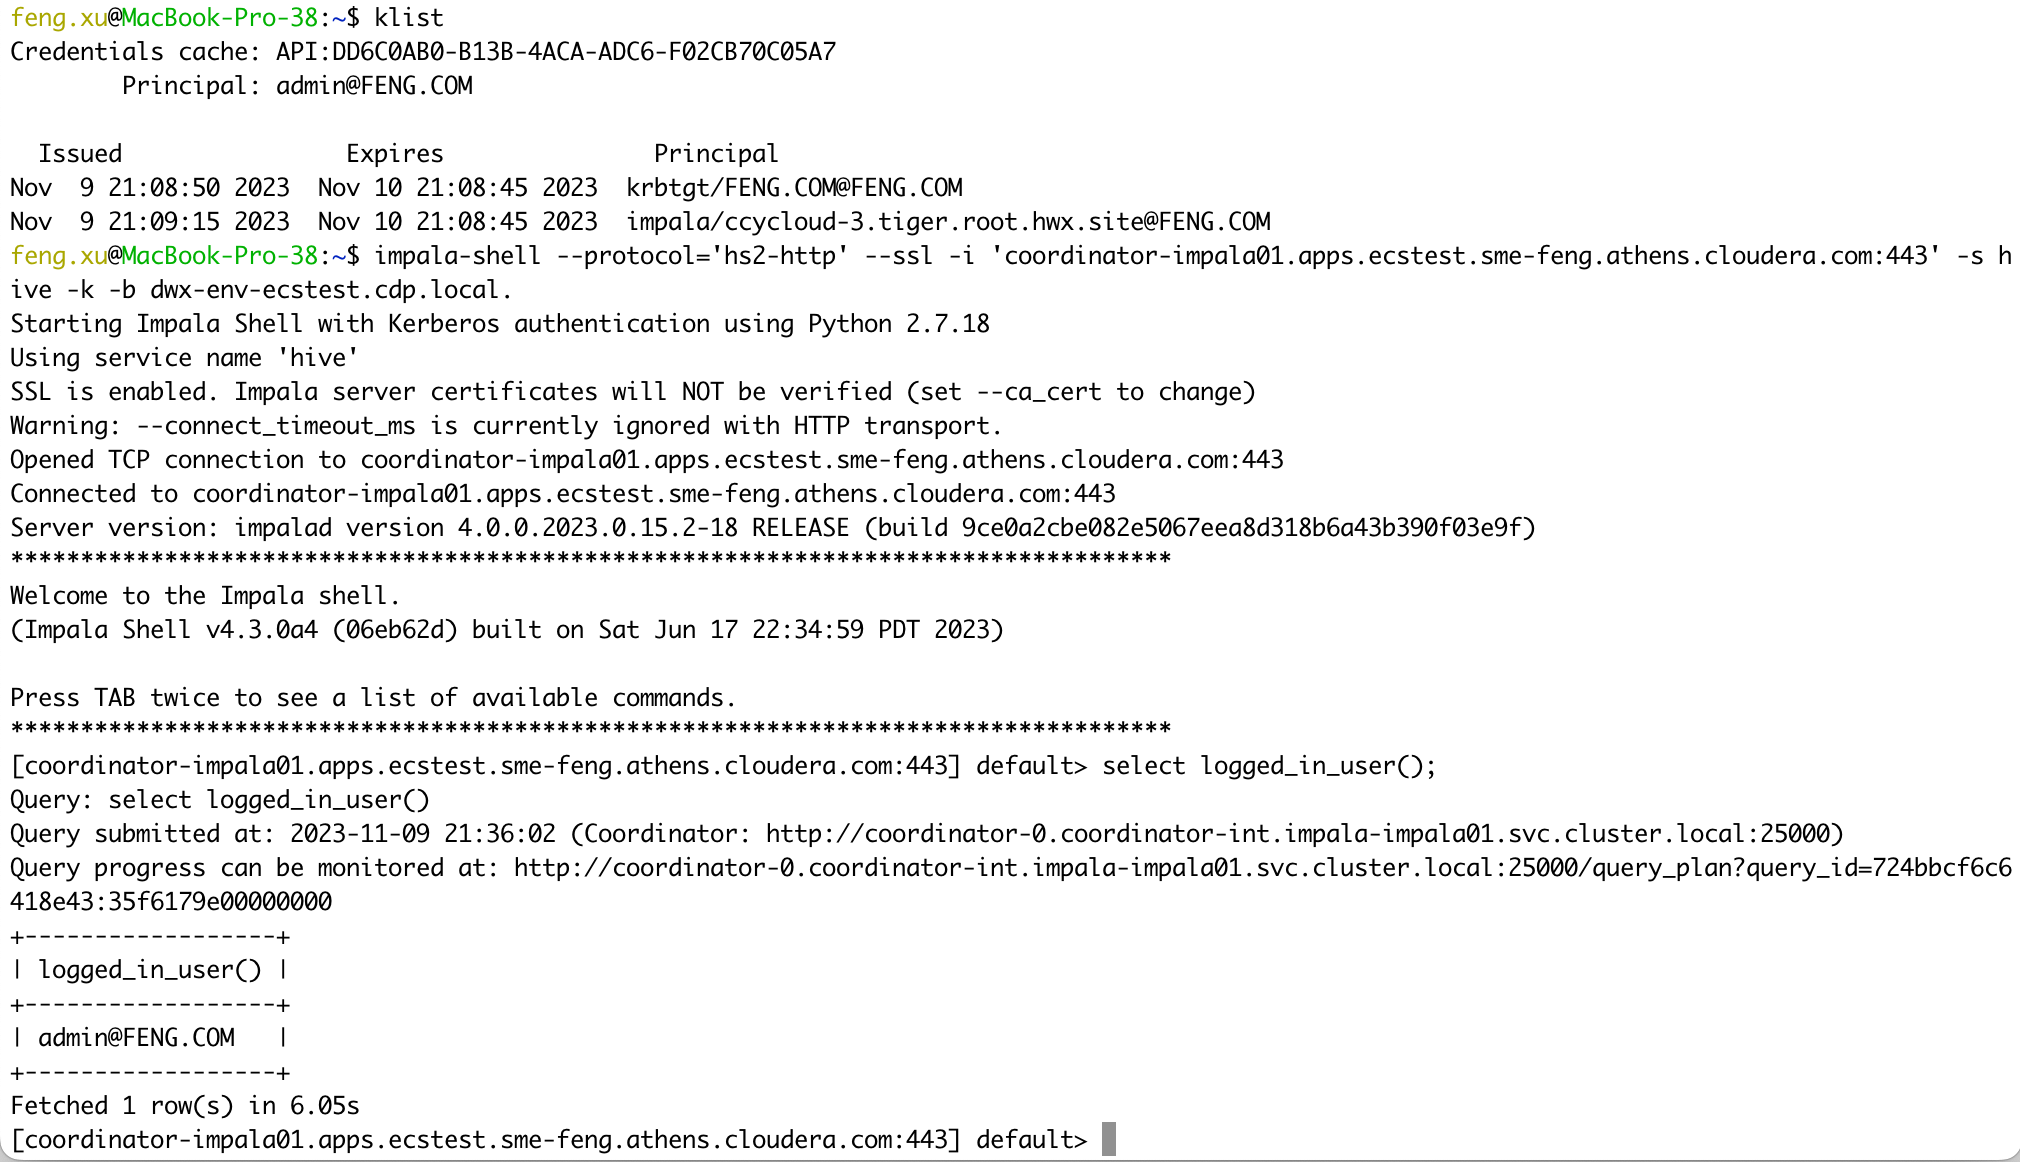 feng.xu@MacBook-Pro-38:~$ klist
Credentials cache: API:DD6C0AB0-B13B-4ACA-ADC6-F02CB70C05A7
        Principal: admin@FENG.COM

  Issued                Expires               Principal
Nov  9 21:08:50 2023  Nov 10 21:08:45 2023  krbtgt/FENG.COM@FENG.COM
Nov  9 21:09:15 2023  Nov 10 21:08:45 2023  impala/ccycloud-3.tiger.root.hwx.site@FENG.COM
feng.xu@MacBook-Pro-38:~$ impala-shell --protocol='hs2-http' --ssl -i 'coordinator-impala01.apps.ecstest.sme-feng.athens.cloudera.com:443' -s h
ive -k -b dwx-env-ecstest.cdp.local.
Starting Impala Shell with Kerberos authentication using Python 2.7.18
Using service name 'hive'
SSL is enabled. Impala server certificates will NOT be verified (set --ca_cert to change)
Warning: --connect_timeout_ms is currently ignored with HTTP transport.
Opened TCP connection to coordinator-impala01.apps.ecstest.sme-feng.athens.cloudera.com:443
Connected to coordinator-impala01.apps.ecstest.sme-feng.athens.cloudera.com:443
Server version: impalad version 4.0.0.2023.0.15.2-18 RELEASE (build 9ce0a2cbe082e5067eea8d318b6a43b390f03e9f)
***********************************************************************************
Welcome to the Impala shell.
(Impala Shell v4.3.0a4 (06eb62d) built on Sat Jun 17 22:34:59 PDT 2023)

Press TAB twice to see a list of available commands.
***********************************************************************************
[coordinator-impala01.apps.ecstest.sme-feng.athens.cloudera.com:443] default> select logged_in_user();
Query: select logged_in_user()
Query submitted at: 2023-11-09 21:36:02 (Coordinator: http://coordinator-0.coordinator-int.impala-impala01.svc.cluster.local:25000)
Query progress can be monitored at: http://coordinator-0.coordinator-int.impala-impala01.svc.cluster.local:25000/query_plan?query_id=724bbcf6c6
418e43:35f6179e00000000
+------------------+
| logged_in_user() |
+------------------+
| admin@FENG.COM   |
+------------------+
Fetched 1 row(s) in 6.05s
[coordinator-impala01.apps.ecstest.sme-feng.athens.cloudera.com:443] default>